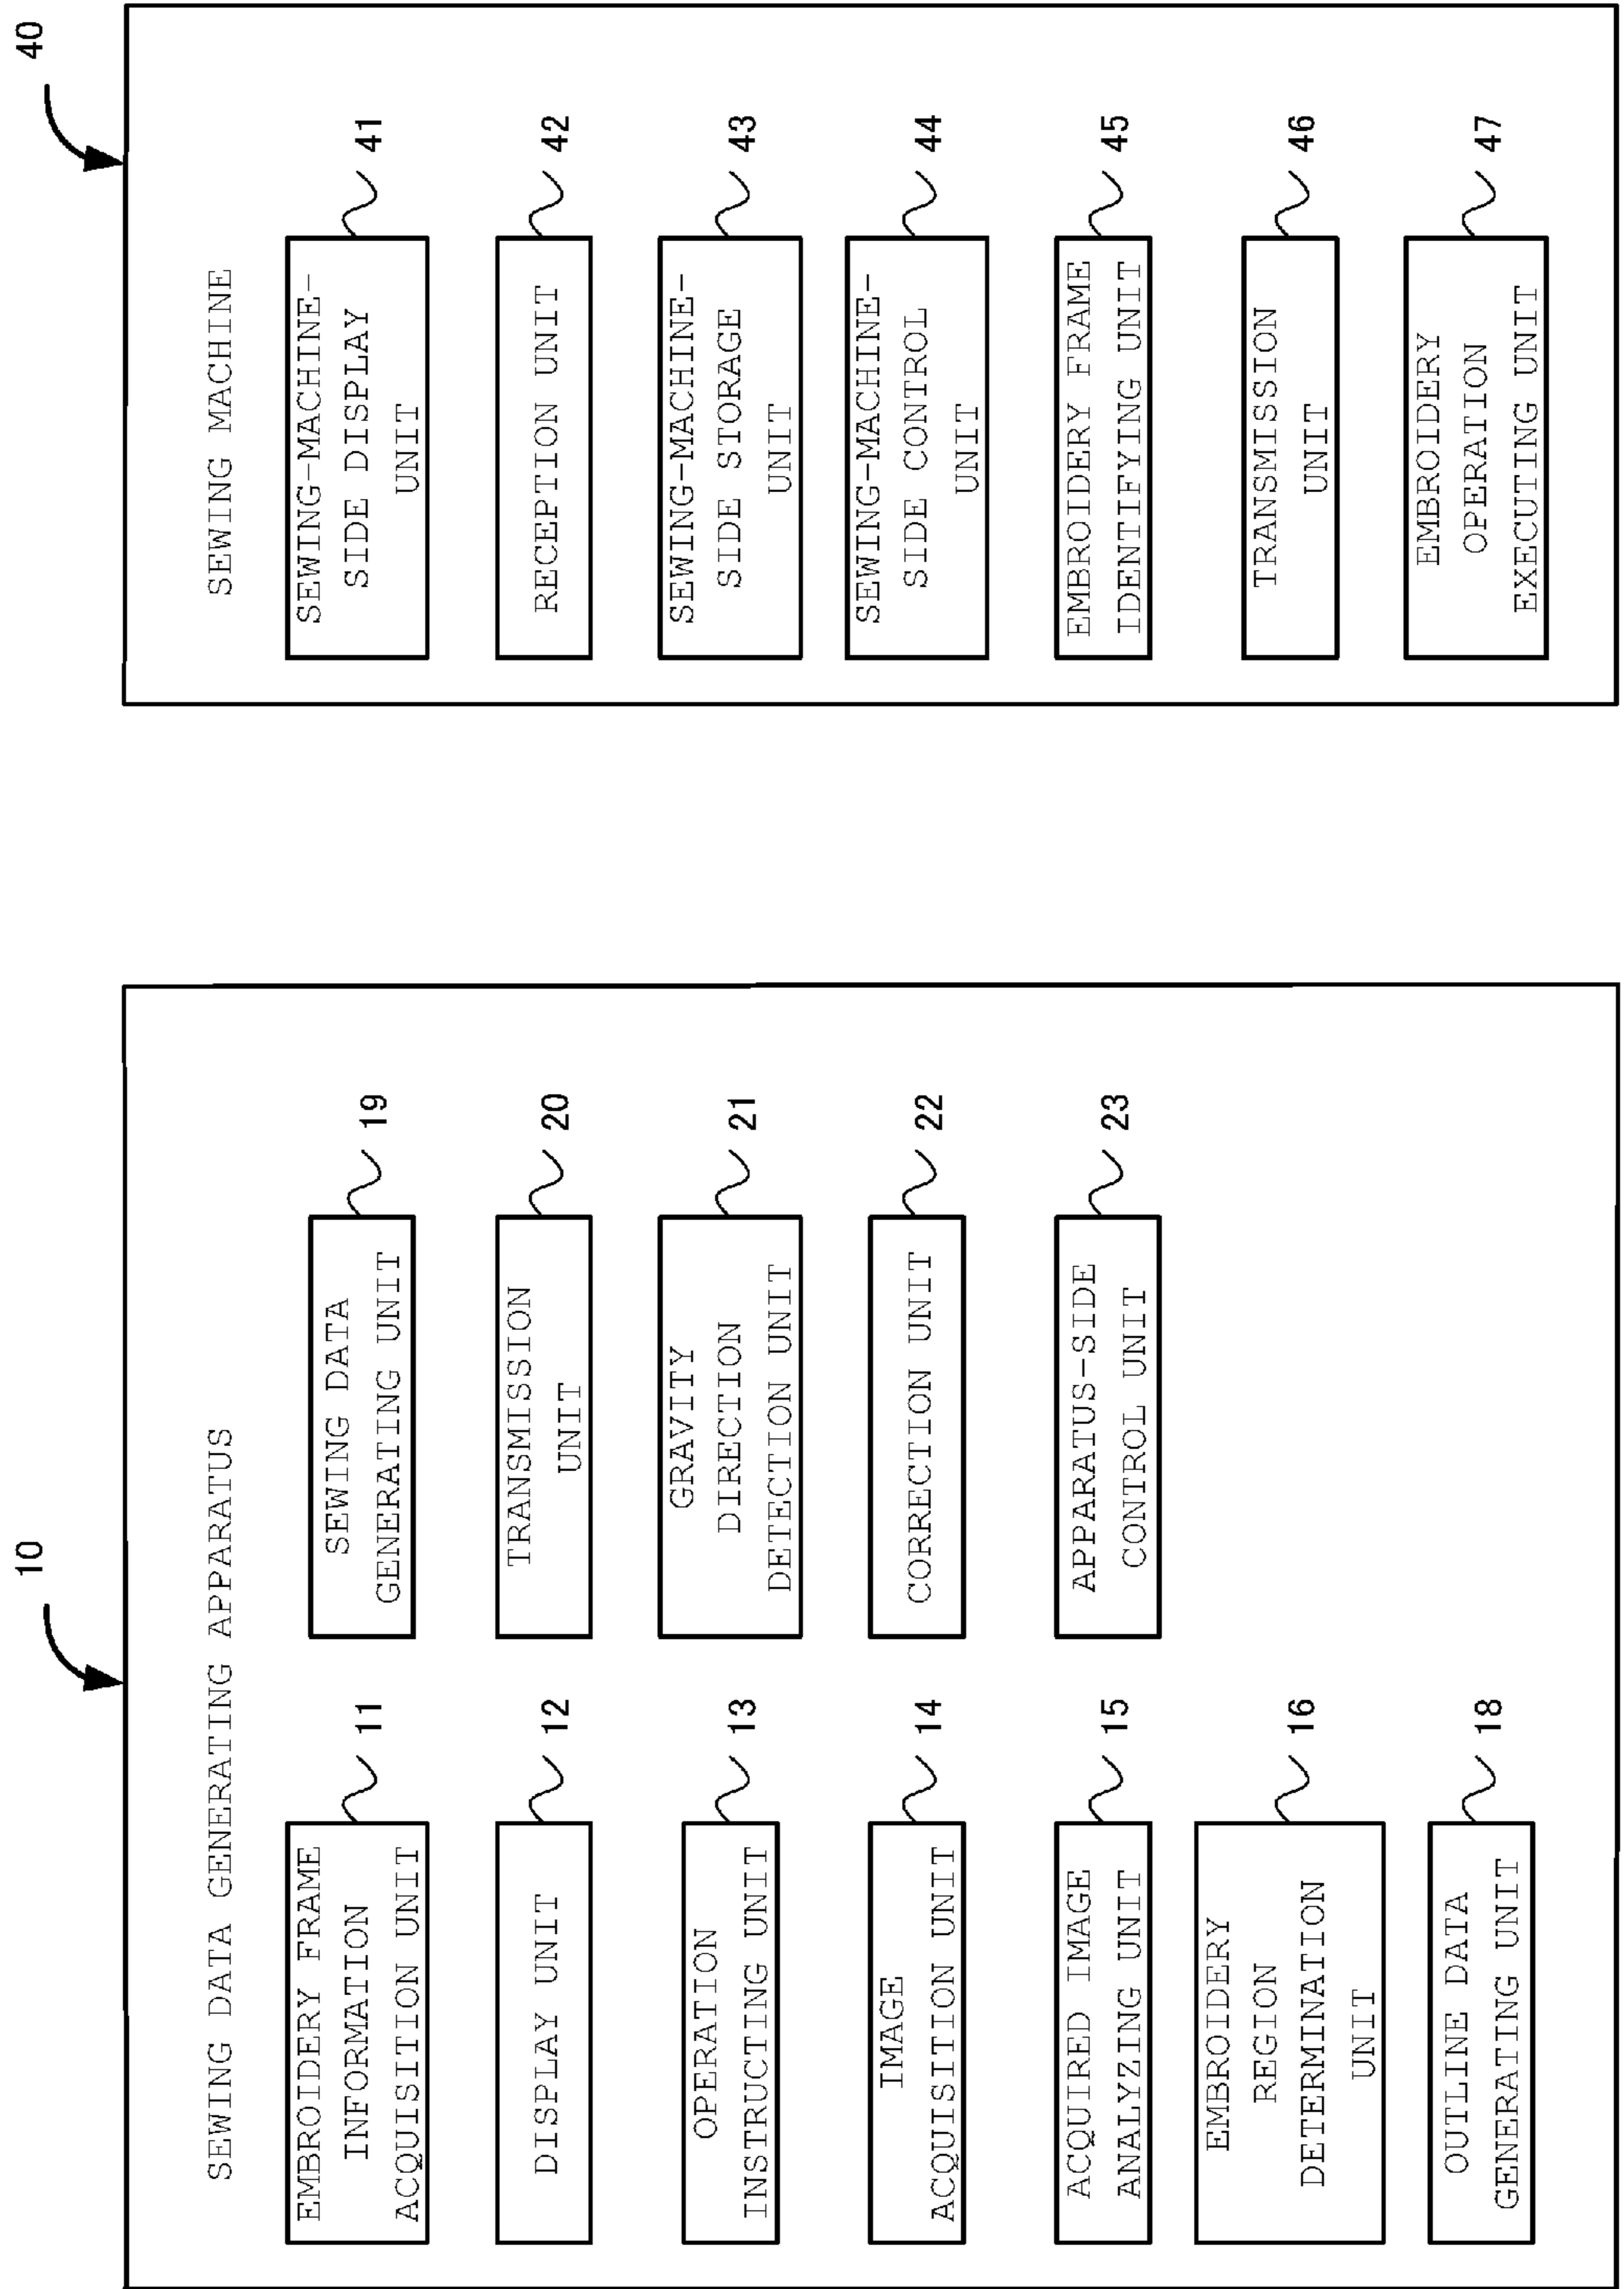 10
SEWING DATA GENERATING APPARATUS
EMBROIDERY FRAME
INFORMATION
ACQUISITION UNIT
11
DISPLAY UNIT
12
OPERATION
INSTRUCTING UNIT
13
IMAGE
ACQUISITION UNIT
14
ACQUIRED IMAGE
ANALYZING UNIT
15
EMBROIDERY
REGION
DETERMINATION
UNIT
16
OUTLINE DATA
GENERATING UNIT
18
SEWING DATA
GENERATING UNIT
19
TRANSMISSION
UNIT
20
GRAVITY
DIRECTION
DETECTION UNIT
21
CORRECTION UNIT
22
APPARATUS-SIDE
CONTROL UNIT
23
40
SEWING MACHINE
SEWING-MACHINE-
SIDE DISPLAY
UNIT
41
RECEPTION UNIT
42
SEWING-MACHINE-
SIDE STORAGE
UNIT
43
SEWING-MACHINE-
SIDE CONTROL
UNIT
44
EMBROIDERY FRAME
IDENTIFYING UNIT
45
TRANSMISSION
UNIT
46
EMBROIDERY
OPERATION
EXECUTING UNIT
47